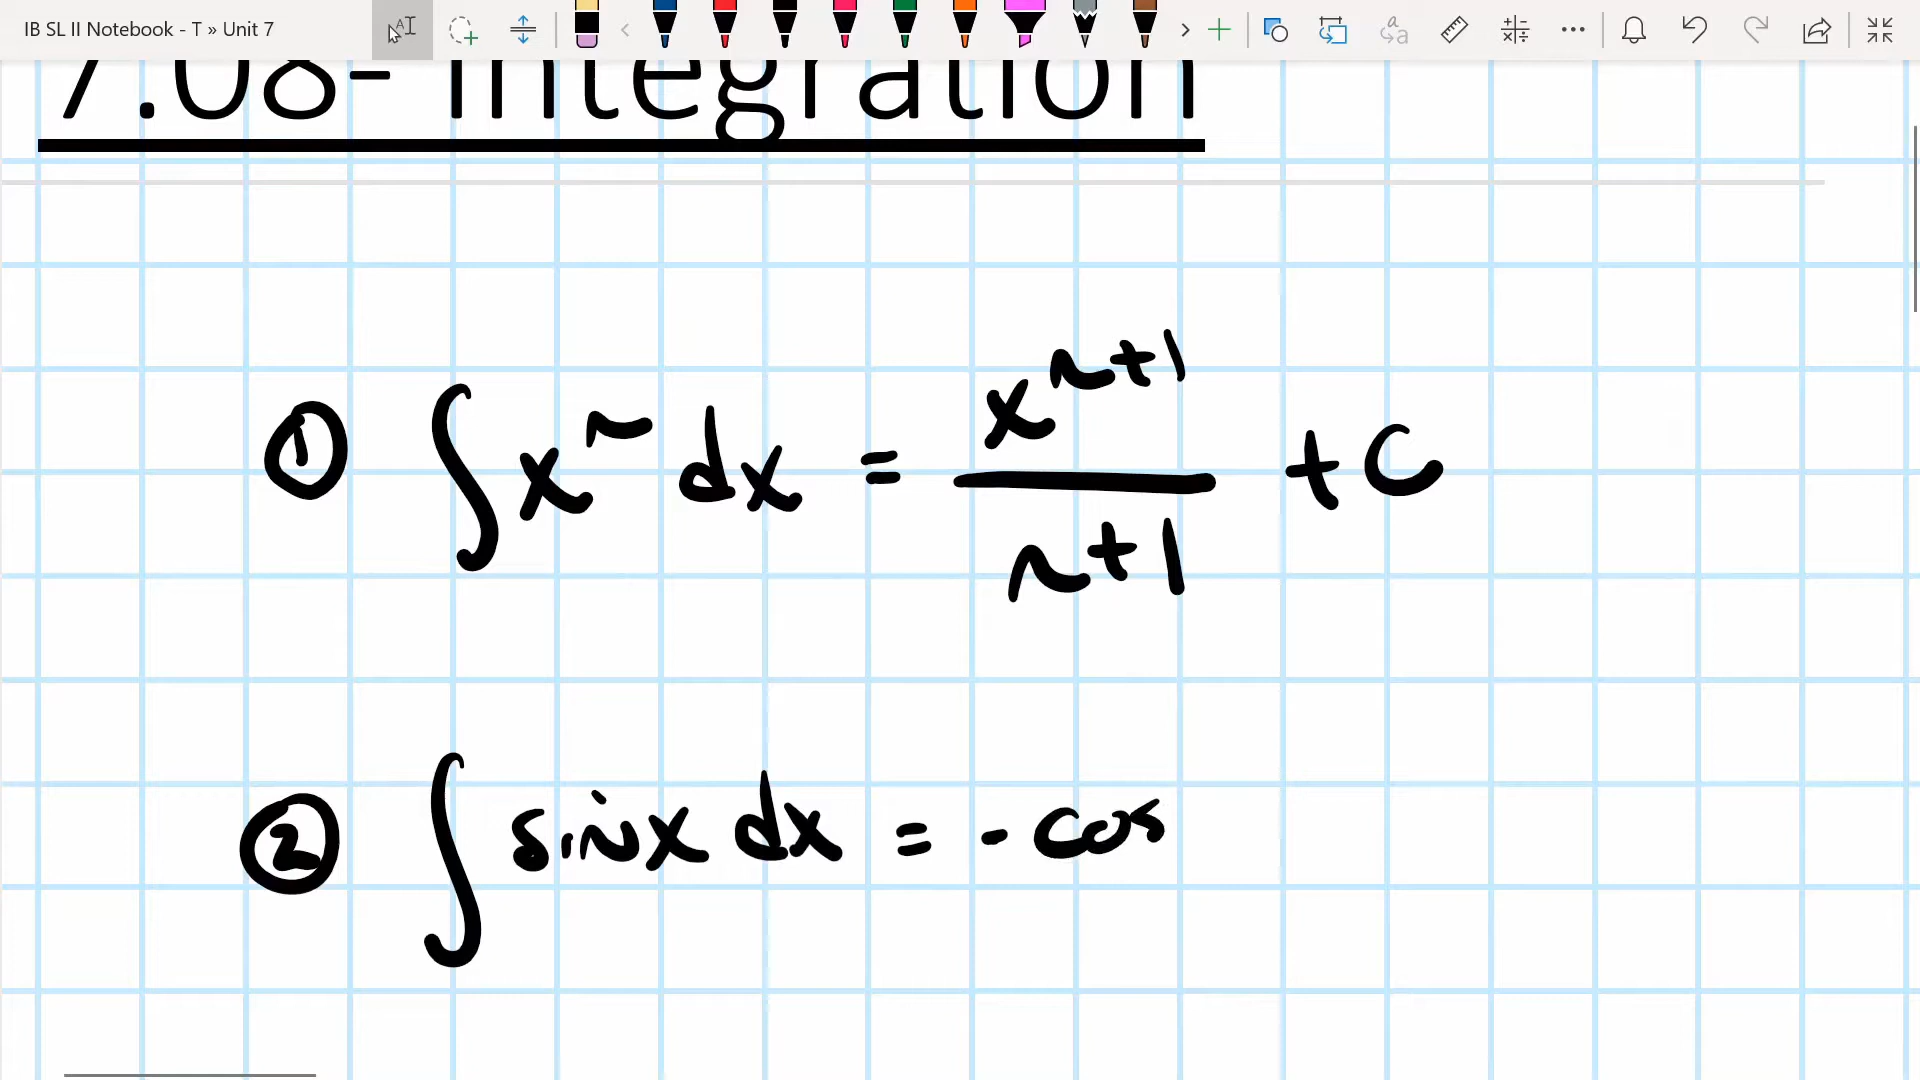 IB SL II Notebook - T » Unit 7
7.08- Integration
① ∫ xⁿ dx = xⁿ⁺¹ / n+1 + C
② ∫ sinx dx = - cos